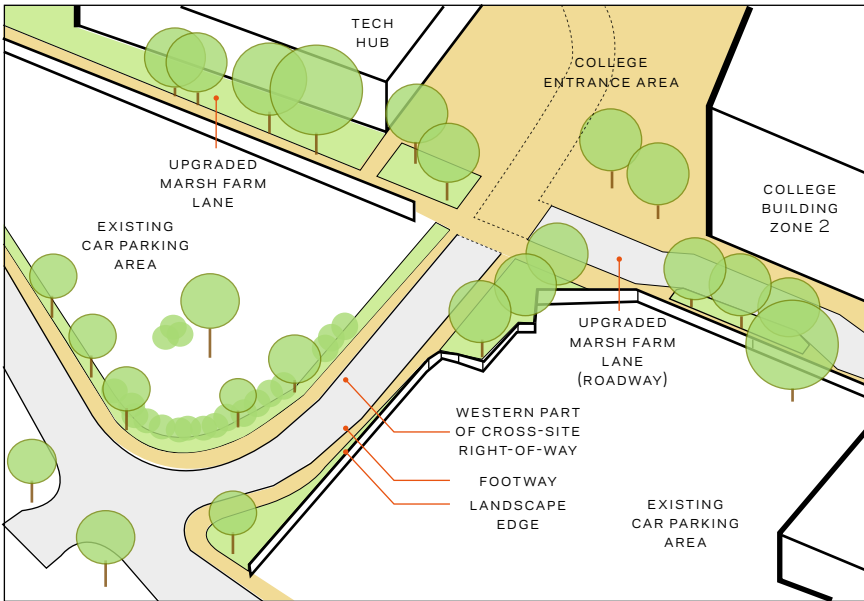 TECH
HUB
COLLEGE
ENTRANCE AREA
UPGRADED
MARSH FARM
LANE
COLLEGE
BUILDING
ZONE 2
EXISTING
CAR PARKING
AREA
UPGRADED
MARSH FARM
LANE
(ROADWAY)
WESTERN PART
OF CROSS-SITE
RIGHT-OF-WAY
FOOTWAY
LANDSCAPE
EDGE
EXISTING
CAR PARKING
AREA